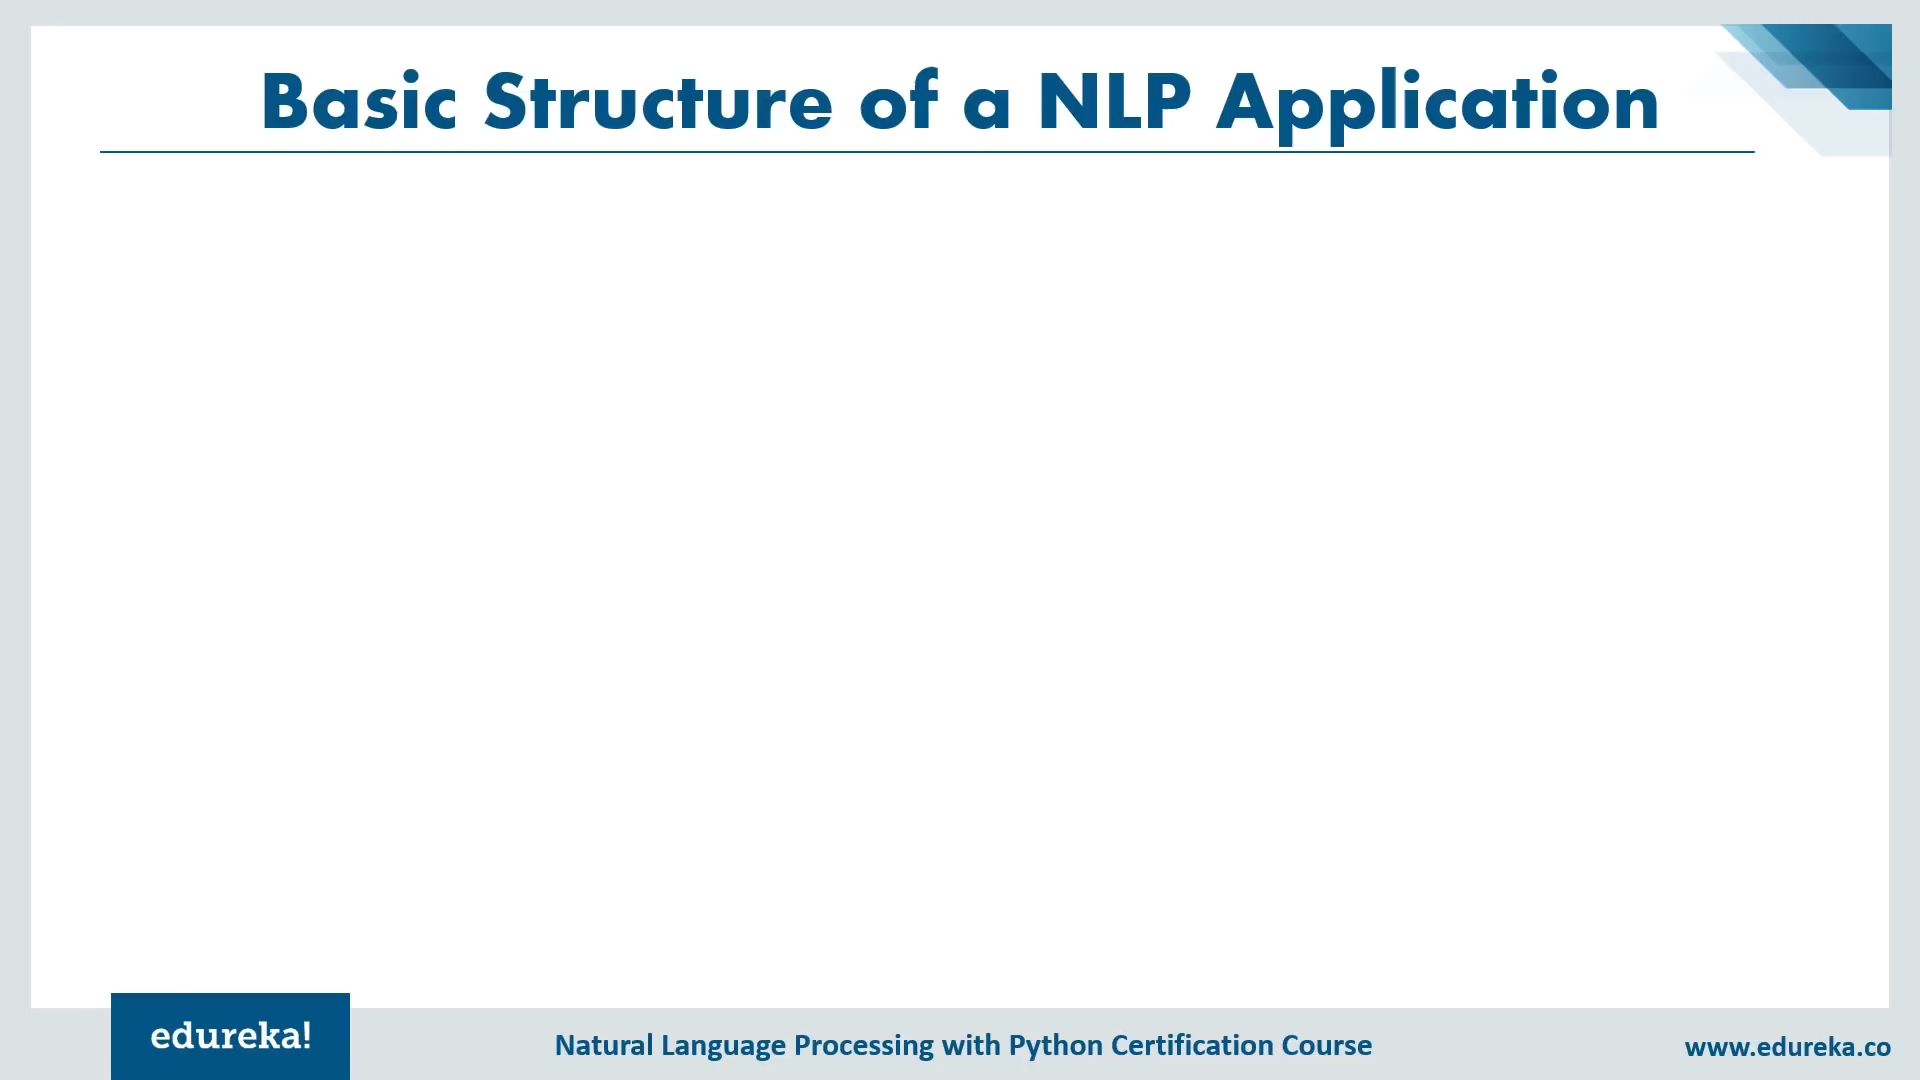 Basic Structure of a NLP Application
edureka!
Natural Language Processing with Python Certification Course
www.edureka.co